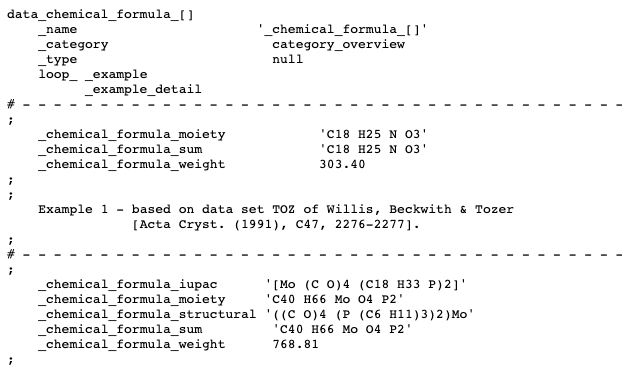 data_chemical_formula_[]
    _name                      '_chemical_formula_[]'
    _category                    category_overview
    _type                        null
    loop_ _example
          _example_detail
# - - - - - - - - - - - - - - - - - - - - - - - - - - - - - - - - - - - - - - -
;
    _chemical_formula_moiety           'C18 H25 N O3'
    _chemical_formula_sum              'C18 H25 N O3'
    _chemical_formula_weight           303.40
;
;
    Example 1 - based on data set TOZ of Willis, Beckwith & Tozer
                [Acta Cryst. (1991), C47, 2276-2277].
;
# - - - - - - - - - - - - - - - - - - - - - - - - - - - - - - - - - - - - - - -
;
    _chemical_formula_iupac     '[Mo (C O)4 (C18 H33 P)2]'
    _chemical_formula_moiety    'C40 H66 Mo O4 P2'
    _chemical_formula_structural '((C O)4 (P (C6 H11)3)2)Mo'
    _chemical_formula_sum        'C40 H66 Mo O4 P2'
    _chemical_formula_weight     768.81
;